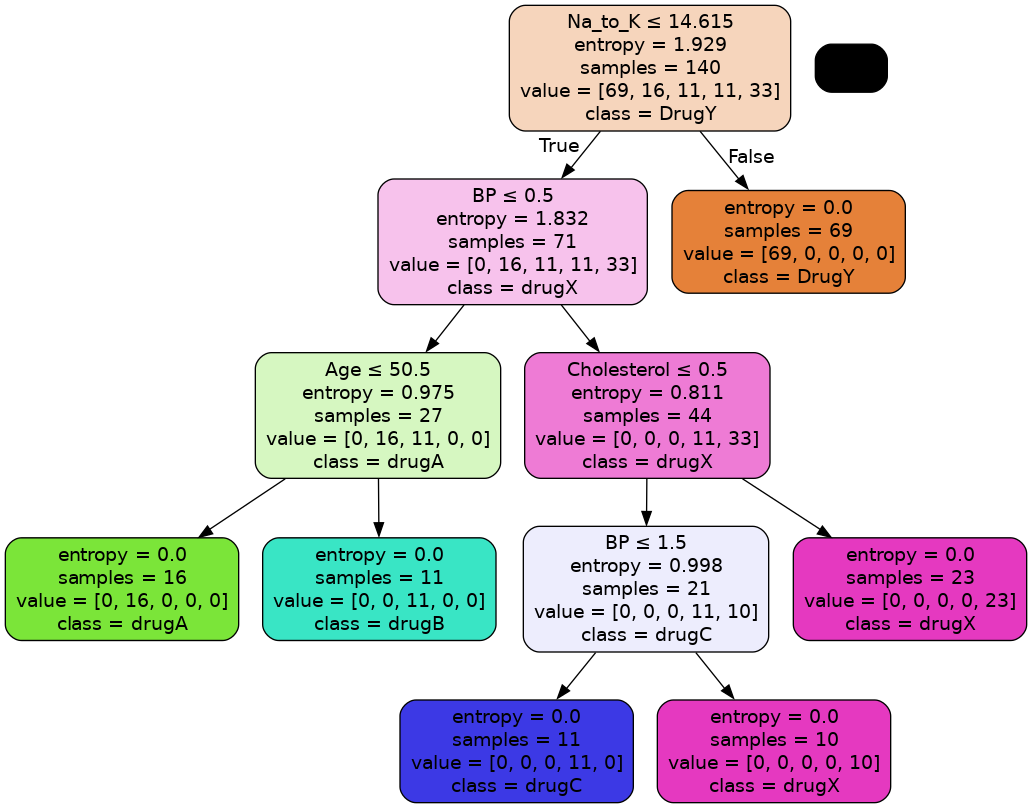 Na_to_K ≤ 14.615
entropy = 1.929
samples = 140
value = [69, 16, 11, 11, 33]
class = DrugY
True
False
BP ≤ 0.5
entropy = 1.832
samples = 71
value = [0, 16, 11, 11, 33]
class = drugX
entropy = 0.0
samples = 69
value = [69, 0, 0, 0, 0]
class = DrugY
Age ≤ 50.5
entropy = 0.975
samples = 27
value = [0, 16, 11, 0, 0]
class = drugA
Cholesterol ≤ 0.5
entropy = 0.811
samples = 44
value = [0, 0, 0, 11, 33]
class = drugX
entropy = 0.0
samples = 16
value = [0, 16, 0, 0, 0]
class = drugA
entropy = 0.0
samples = 11
value = [0, 0, 11, 0, 0]
class = drugB
BP ≤ 1.5
entropy = 0.998
samples = 21
value = [0, 0, 0, 11, 10]
class = drugC
entropy = 0.0
samples = 23
value = [0, 0, 0, 0, 23]
class = drugX
entropy = 0.0
samples = 11
value = [0, 0, 0, 11, 0]
class = drugC
entropy = 0.0
samples = 10
value = [0, 0, 0, 0, 10]
class = drugX